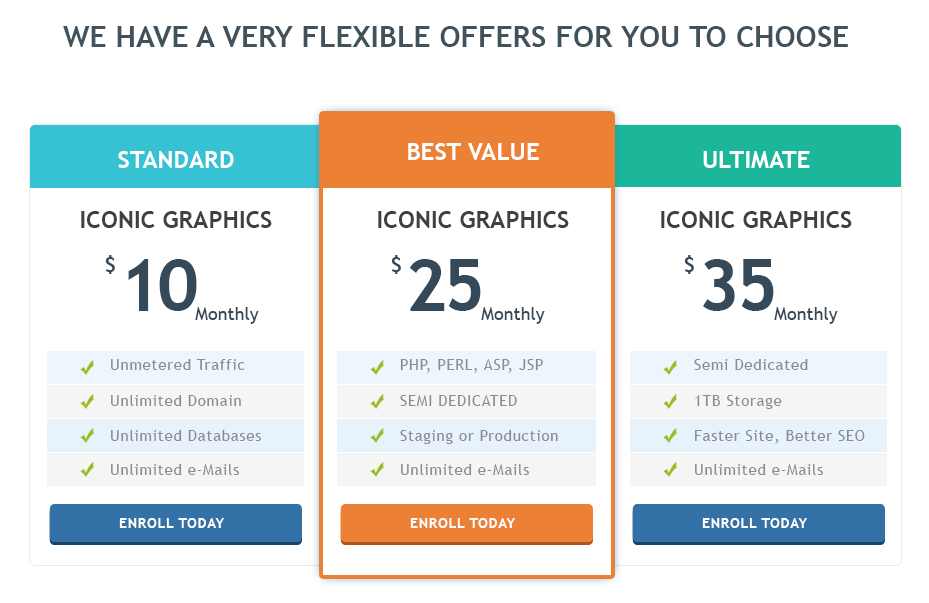 WE HAVE A VERY FLEXIBLE OFFERS FOR YOU TO CHOOSE
STANDARD
ICONIC GRAPHICS
$ 10 Monthly
Unmetered Traffic
Unlimited Domain
Unlimited Databases
Unlimited e-Mails
ENROLL TODAY
BEST VALUE
ICONIC GRAPHICS
$ 25 Monthly
PHP, PERL, ASP, JSP
SEMI DEDICATED
Staging or Production
Unlimited e-Mails
ENROLL TODAY
ULTIMATE
ICONIC GRAPHICS
$ 35 Monthly
Semi Dedicated
1TB Storage
Faster Site, Better SEO
Unlimited e-Mails
ENROLL TODAY